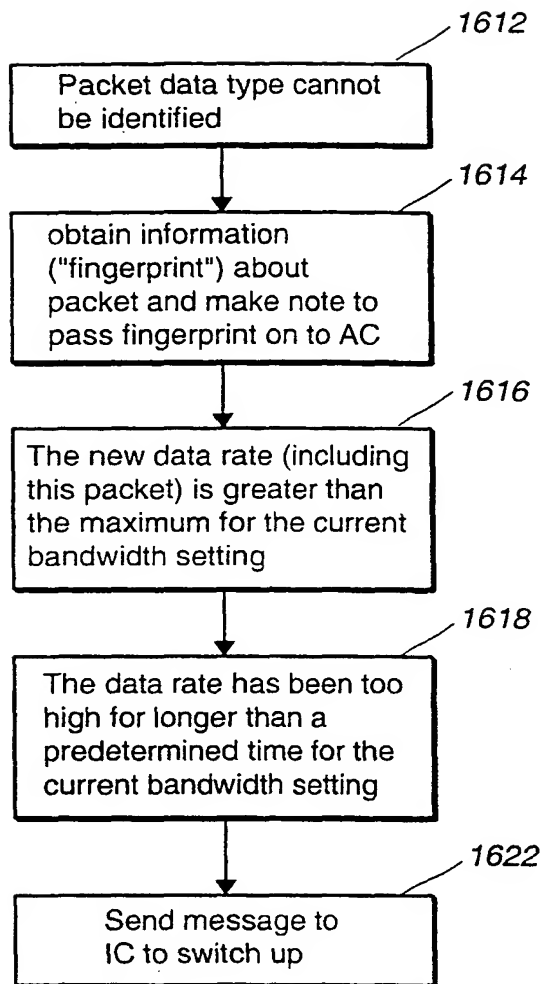 1612
Packet data type cannot
be identified
1614
obtain information
("fingerprint") about
packet and make note to
pass fingerprint on to AC
1616
The new data rate (including
this packet) is greater than
the maximum for the current
bandwidth setting
1618
The data rate has been too
high for longer than a
predetermined time for the
current bandwidth setting
1622
Send message to
IC to switch up